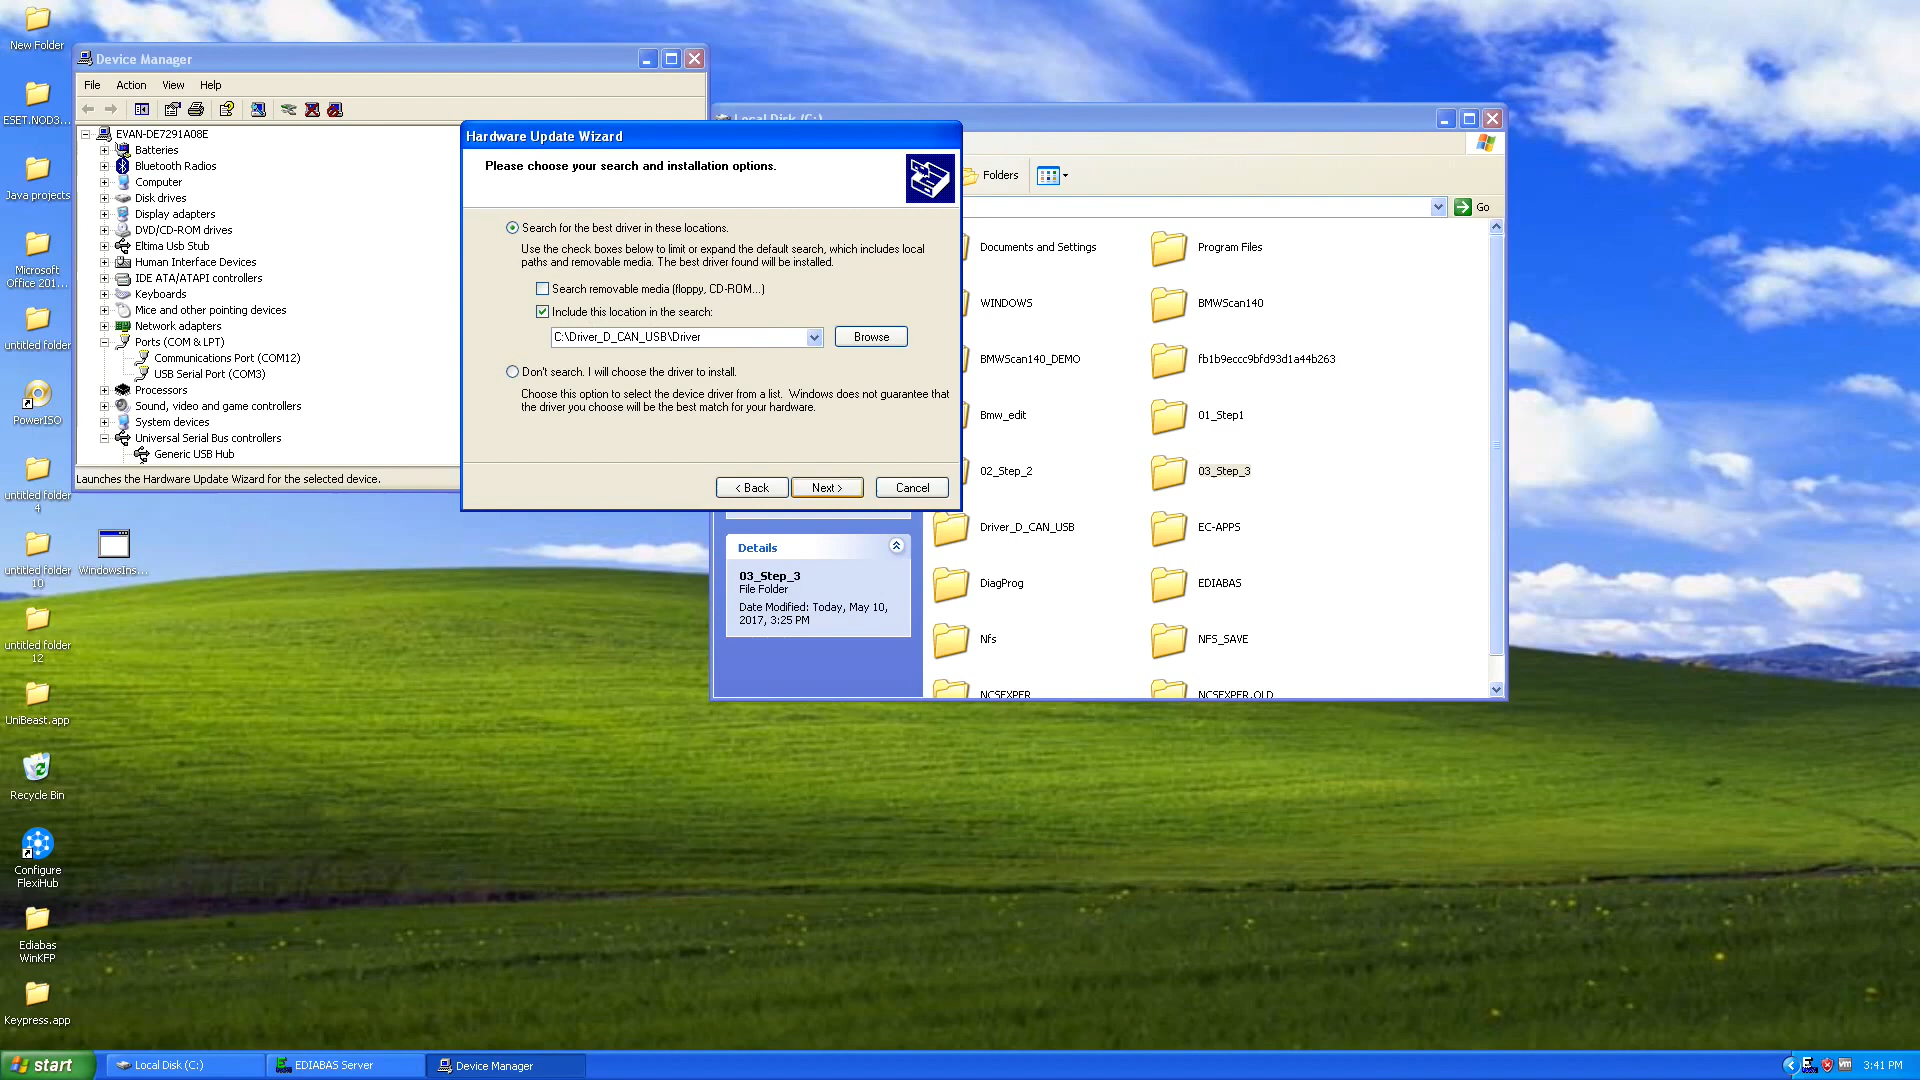 New Folder
ESET.NOD3...
Java projects
Microsoft
Office 201...
untitled folder
PowerISO
untitled folder
4
untitled folder
10
WindowsIns...
untitled folder
12
UniBeast.app
Recycle Bin
Configure
FlexiHub
Ediabas
WinKFP
Keypress.app
Device Manager
File Action View Help
EVAN-DE7291A08E
Batteries
Bluetooth Radios
Computer
Disk drives
Display adapters
DVD/CD-ROM drives
Eltima Usb Stub
Human Interface Devices
IDE ATA/ATAPI controllers
Keyboards
Mice and other pointing devices
Network adapters
Ports (COM & LPT)
Communications Port (COM12)
USB Serial Port (COM3)
Processors
Sound, video and game controllers
System devices
Universal Serial Bus controllers
Generic USB Hub
Launches the Hardware Update Wizard for the selected device.
Hardware Update Wizard
Please choose your search and installation options.
Search for the best driver in these locations.
Use the check boxes below to limit or expand the default search, which includes local
paths and removable media. The best driver found will be installed.
Search removable media (floppy, CD-ROM...)
Include this location in the search:
C:\Driver_D_CAN_USB\Driver
Browse
Don't search. I will choose the driver to install.
Choose this option to select the device driver from a list. Windows does not guarantee that
the driver you choose will be the best match for your hardware.
< Back Next > Cancel
Local Disk (C:)
Folders
Go
Documents and Settings
Program Files
WINDOWS
BMWScan140
BMWScan140_DEMO
fb1b9eccc9bfd93d1a44b263
Bmw_edit
01_Step1
02_Step_2
03_Step_3
Driver_D_CAN_USB
EC-APPS
DiagProg
EDIABAS
Nfs
NFS_SAVE
NCSEXPER
NCSEXPER.OLD
Details
03_Step_3
File Folder
Date Modified: Today, May 10,
2017, 3:25 PM
start
Local Disk (C:)
EDIABAS Server
Device Manager
3:41 PM